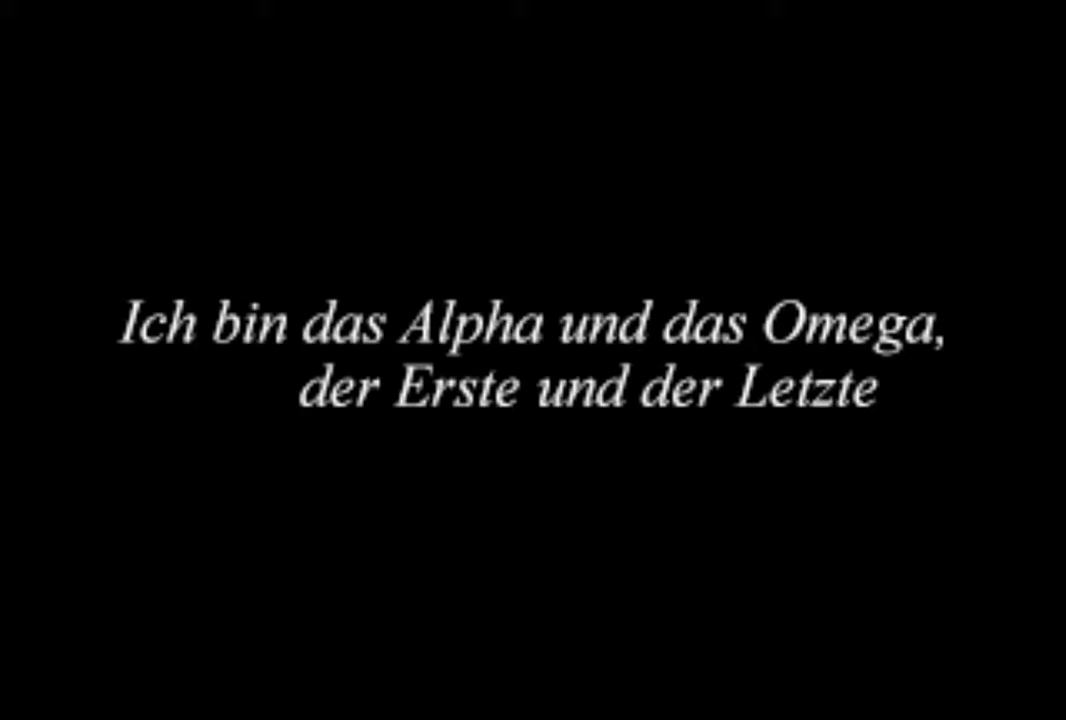 Ich bin das Alpha und das Omega,
der Erste und der Letzte